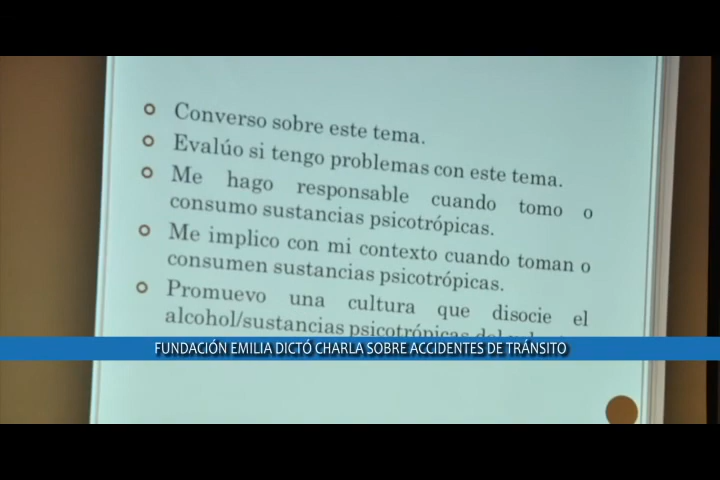 Converso sobre este tema.
Evalúo si tengo problemas con este tema.
Me hago responsable cuando tomo o
consumo sustancias psicotrópicas.
Me implico con mi contexto cuando toman o
consumen sustancias psicotrópicas.
Promuevo una cultura que disocie el
alcohol/sustancias psicotrópicas
FUNDACIÓN EMILIA DICTÓ CHARLA SOBRE ACCIDENTES DE TRÁNSITO